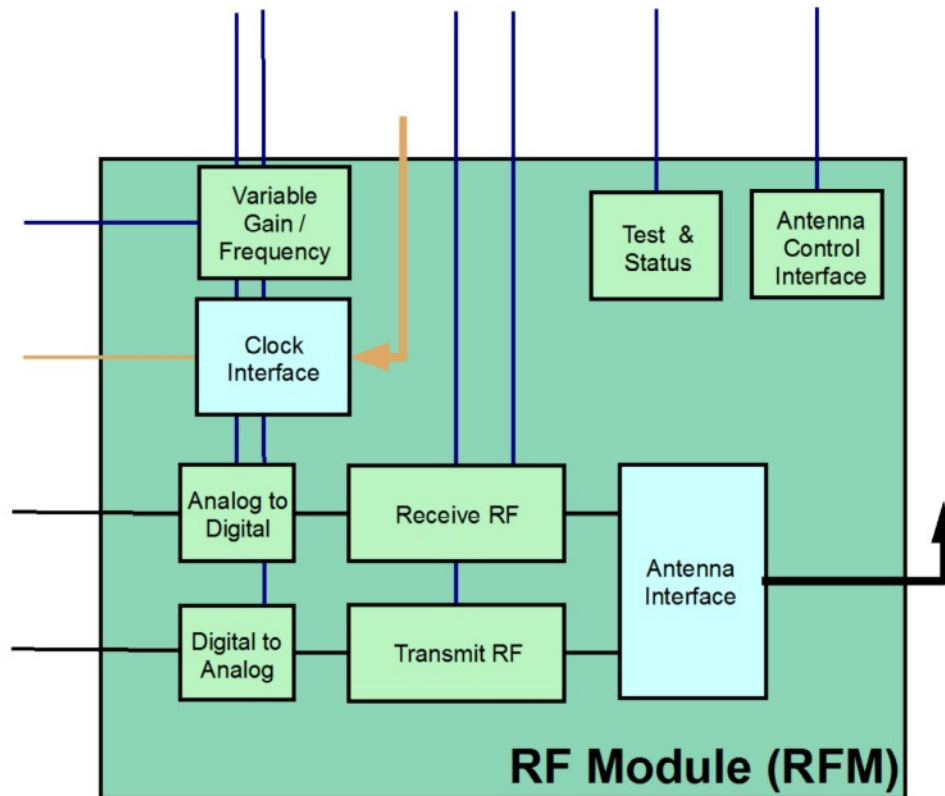 Variable
Gain /
Frequency
Test &
Status
Antenna
Control
Interface
Clock
Interface
Analog to
Digital
Receive RF
Antenna
Interface
Digital to
Analog
Transmit RF
RF Module (RFM)